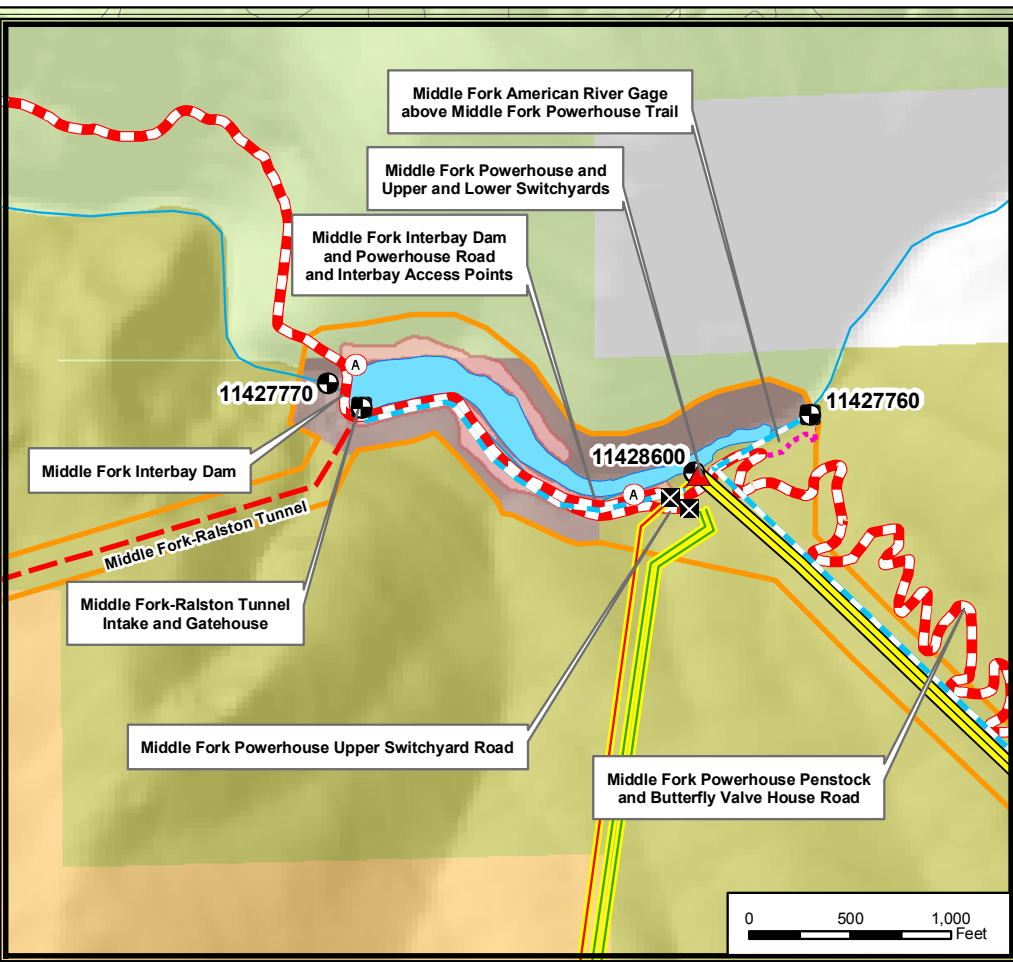 Middle Fork American River Gage
above Middle Fork Powerhouse Trail
Middle Fork Powerhouse and
Upper and Lower Switchyards
Middle Fork Interbay Dam
and Powerhouse Road
and Interbay Access Points
A
11427770
11427760
11428600
Middle Fork Interbay Dam
A
Middle Fork-Ralston Tunnel
Middle Fork-Ralston Tunnel
Intake and Gatehouse
Middle Fork Powerhouse Upper Switchyard Road
Middle Fork Powerhouse Penstock
and Butterfly Valve House Road
0 500 1,000
Feet